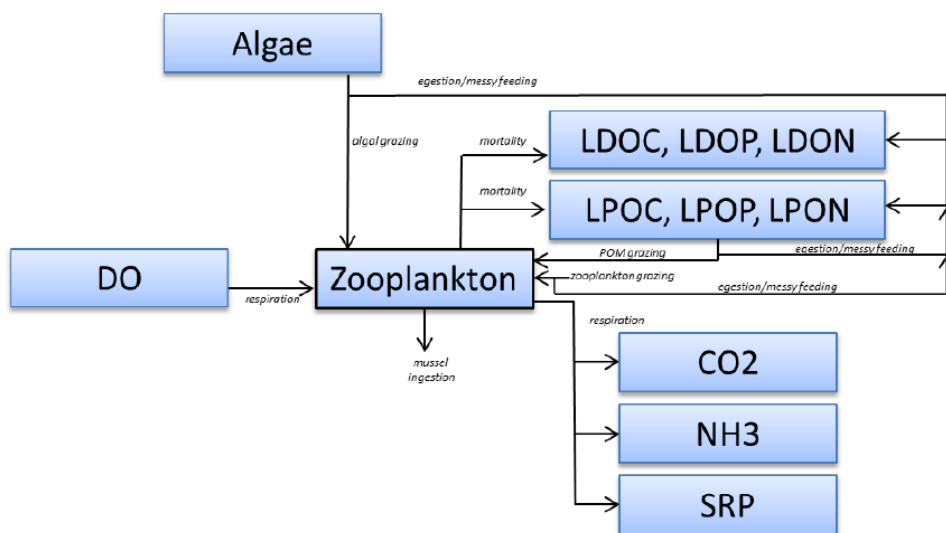 Algae
egestion/messy feeding
algal grazing
mortality
LDOC, LDOP, LDON
mortality
LPOC, LPOP, LPON
POM grazing
egestion/messy feeding
DO
respiration
Zooplankton
zooplankton grazing
egestion/messy feeding
respiration
mussel
ingestion
CO2
NH3
SRP